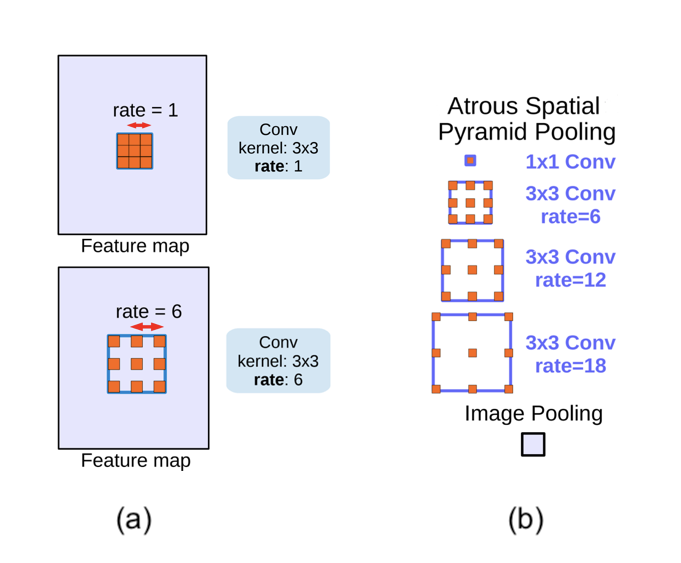 rate = 1
Conv
kernel: 3x3
rate: 1
Feature map
rate = 6
Conv
kernel: 3x3
rate: 6
Feature map
(a)
Atrous Spatial
Pyramid Pooling
1x1 Conv
3x3 Conv
rate=6
3x3 Conv
rate=12
3x3 Conv
rate=18
Image Pooling
(b)